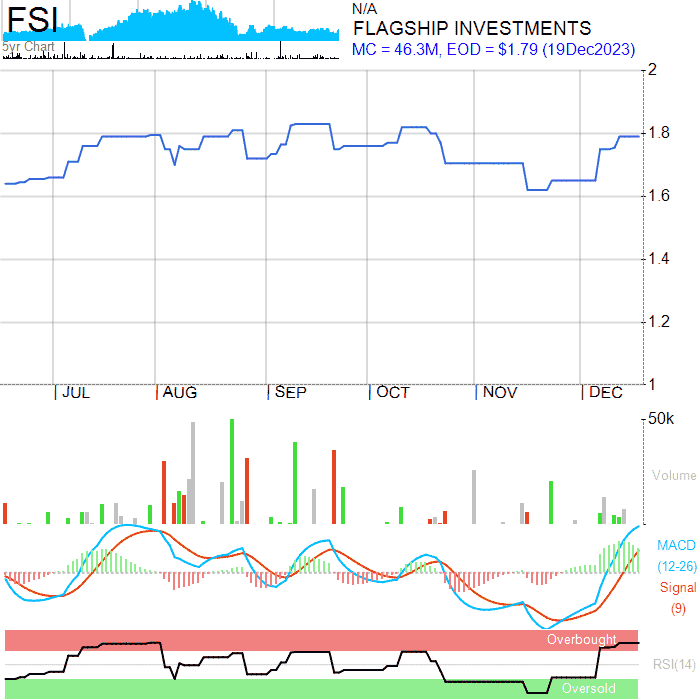 FSI
5yr Chart
N/A
FLAGSHIP INVESTMENTS
MC = 46.3M, EOD = $1.79 (19Dec2023)
2
1.8
1.6
1.4
1.2
1
JUL AUG SEP OCT NOV DEC
50k
Volume
MACD
(12-26)
Signal
(9)
Overbought
RSI(14)
Oversold